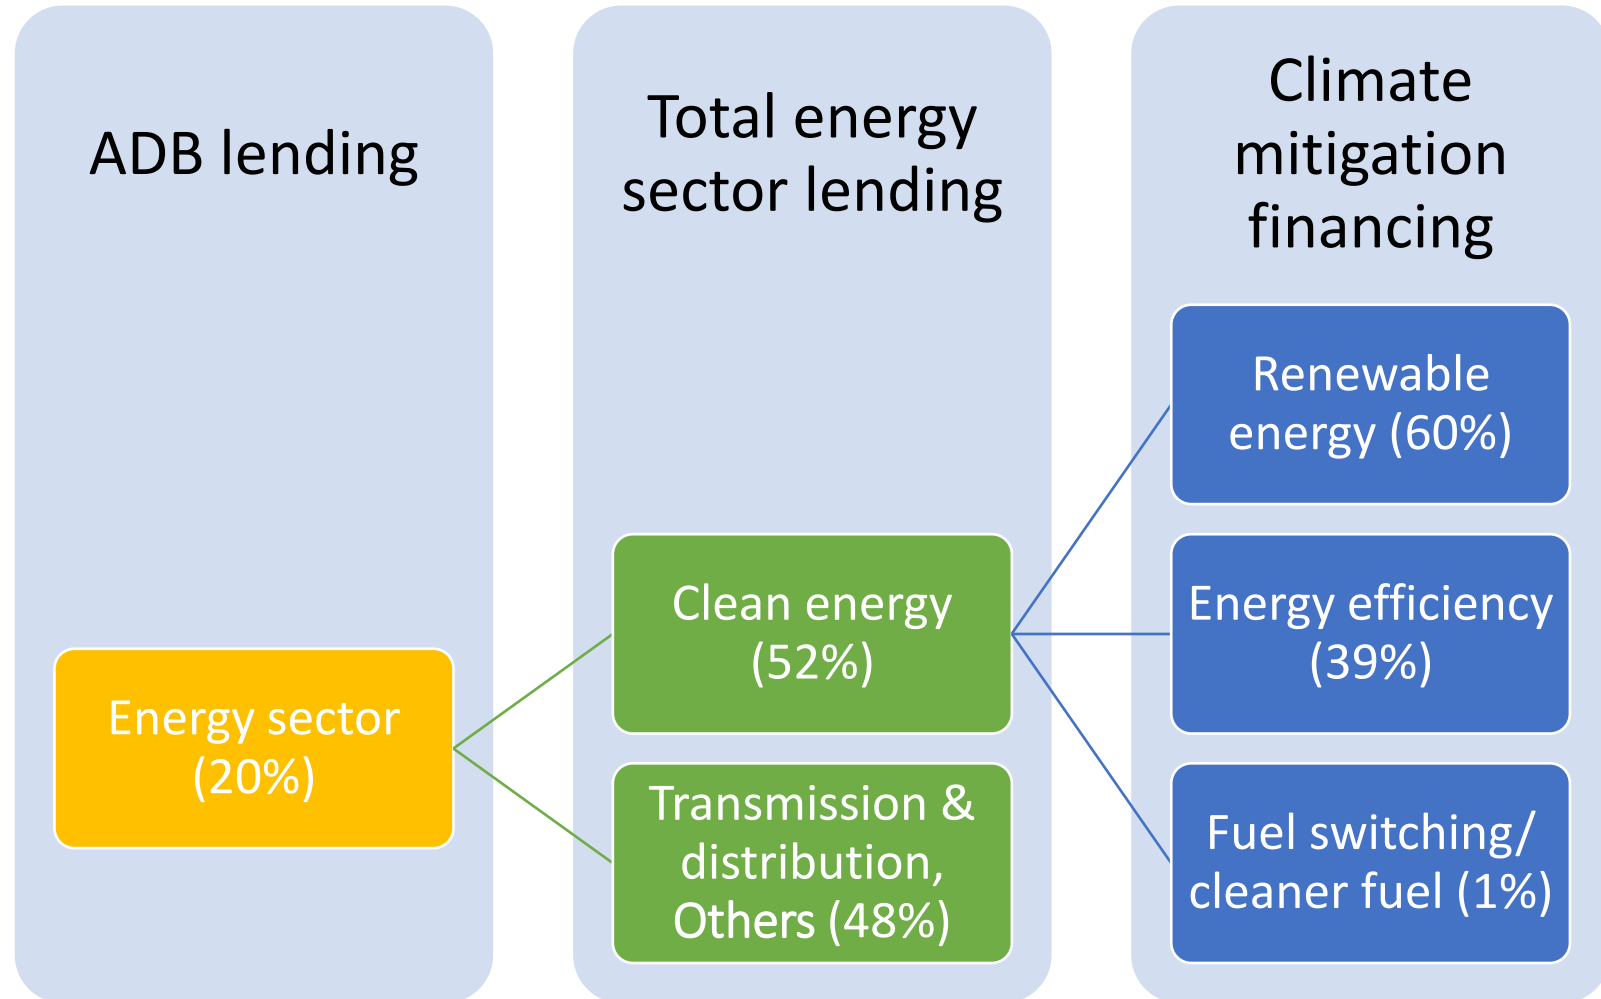 ADB lending
Energy sector
(20%)
Total energy
sector lending
Clean energy
(52%)
Transmission &
distribution,
Others (48%)
Climate
mitigation
financing
Renewable
energy (60%)
Energy efficiency
(39%)
Fuel switching/
cleaner fuel (1%)